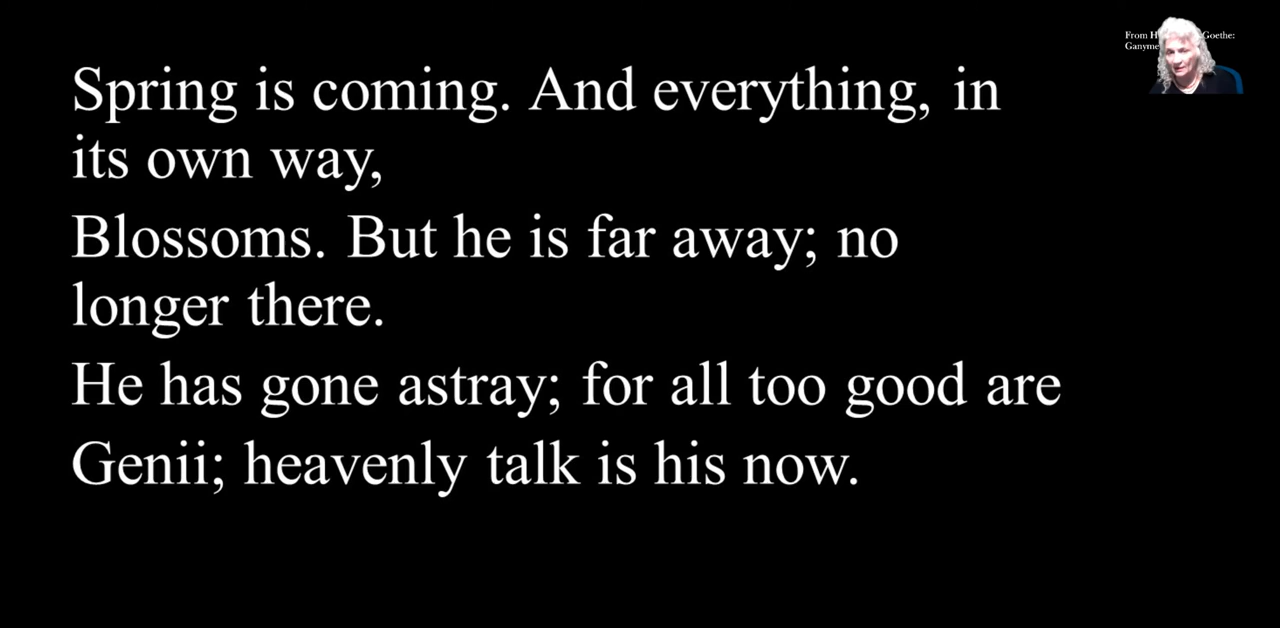 Spring is coming. And everything, in
its own way,
Blossoms. But he is far away; no
longer there.
He has gone astray; for all too good are
Genii; heavenly talk is his now.
From Goethe: